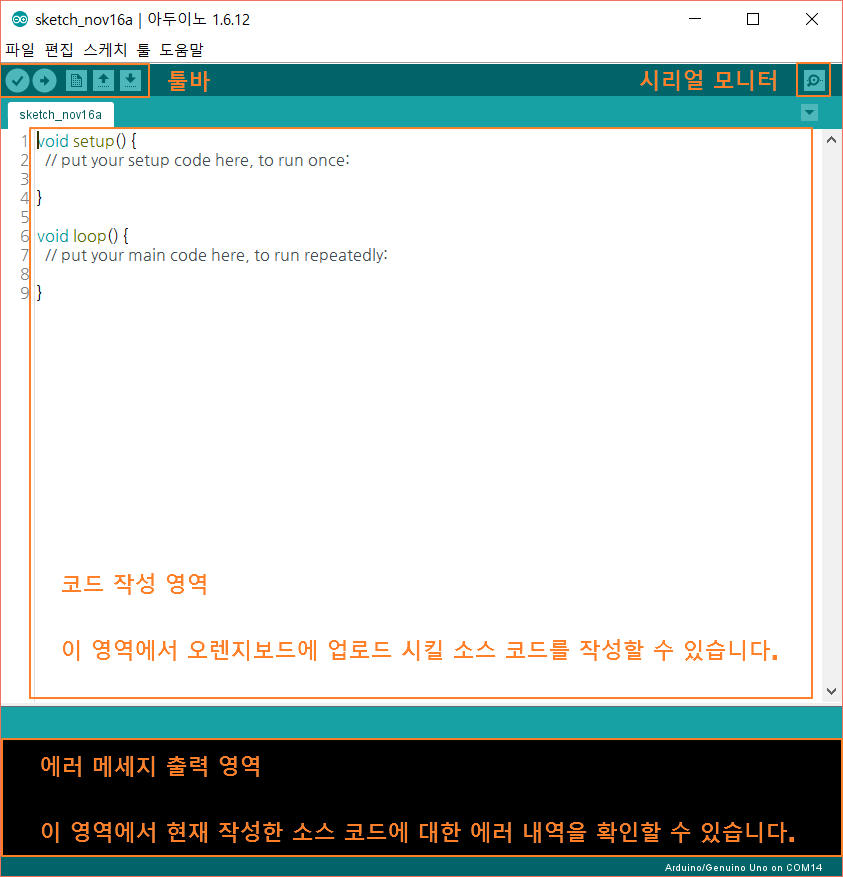 sketch_nov16a | 아두이노 1.6.12
파일 편집 스케치 툴 도움말
툴바 시리얼 모니터
sketch_nov16a
1 void setup() {
2 // put your setup code here, to run once:
3
4 }
5
6 void loop() {
7 // put your main code here, to run repeatedly:
8
9 }
코드 작성 영역
이 영역에서 오렌지보드에 업로드 시킬 소스 코드를 작성할 수 있습니다.
에러 메세지 출력 영역
이 영역에서 현재 작성한 소스 코드에 대한 에러 내역을 확인할 수 있습니다.
Arduino/Genuino Uno on COM14